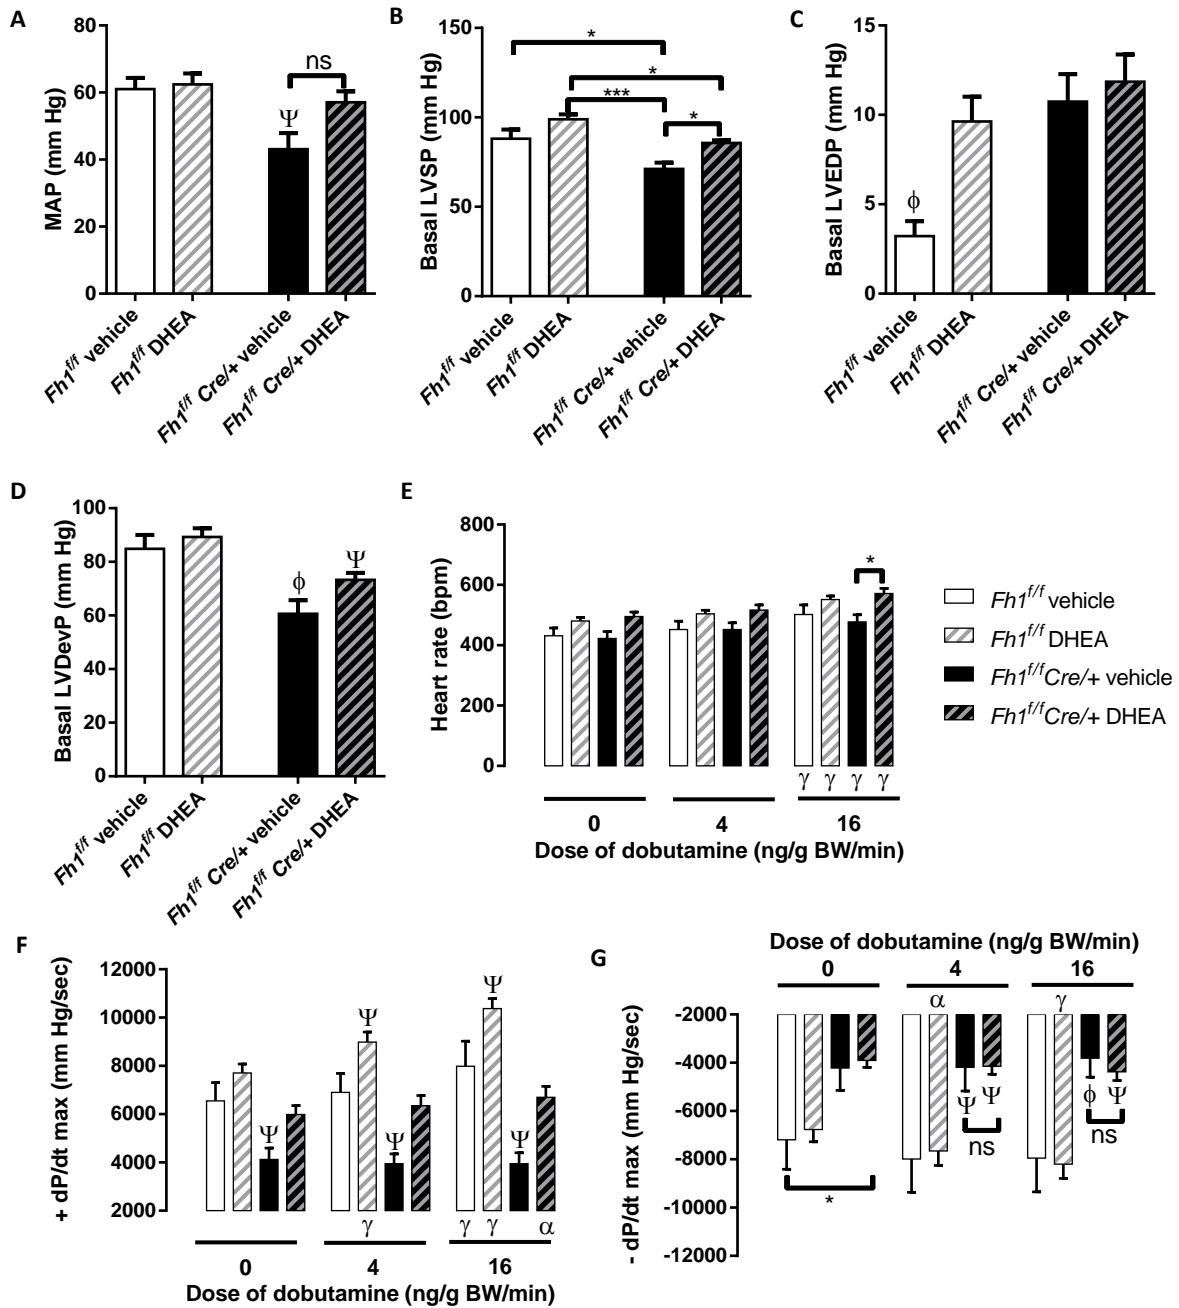 A
MAP (mm Hg)
80
60
40
20
0
Ψ
ns
Fh1f/f vehicle
Fh1f/f DHEA
Fh1f/f Cre/+ vehicle
Fh1f/f Cre/+ DHEA
B
Basal LVSP (mm Hg)
150
100
50
0
*
*
***
*
Fh1f/f vehicle
Fh1f/f DHEA
Fh1f/f Cre/+ vehicle
Fh1f/f Cre/+ DHEA
C
Basal LVEDP (mm Hg)
15
10
5
0
ϕ
Fh1f/f vehicle
Fh1f/f DHEA
Fh1f/f Cre/+ vehicle
Fh1f/f Cre/+ DHEA
D
Basal LVDevP (mm Hg)
100
80
60
40
20
0
ϕ
Ψ
Fh1f/f vehicle
Fh1f/f DHEA
Fh1f/f Cre/+ vehicle
Fh1f/f Cre/+ DHEA
E
Heart rate (bpm)
800
600
400
200
0
*
γ γ γ γ
0 4 16
Dose of dobutamine (ng/g BW/min)
Fh1f/f vehicle
Fh1f/f DHEA
Fh1f/fCre/+ vehicle
Fh1f/fCre/+ DHEA
F
+ dP/dt max (mm Hg/sec)
12000
10000
8000
6000
4000
2000
Ψ
Ψ
Ψ
Ψ
Ψ
γ γ γ α
0 4 16
Dose of dobutamine (ng/g BW/min)
G
Dose of dobutamine (ng/g BW/min)
0 4 16
- dP/dt max (mm Hg/sec)
-2000
-4000
-6000
-8000
-10000
-12000
α γ
Ψ Ψ ϕ Ψ
ns ns
*